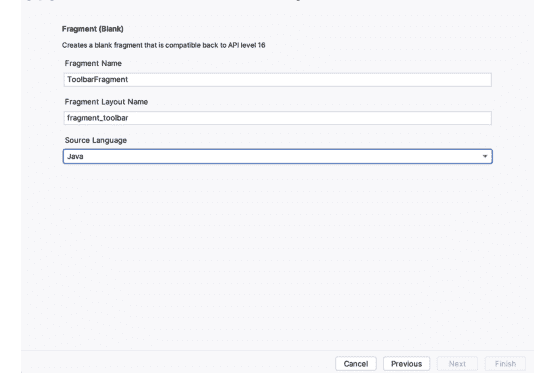 Fragment (Blank)
Creates a blank fragment that is compatible back to API level 16
Fragment Name
ToolbarFragment
Fragment Layout Name
fragment_toolbar
Source Language
Java
Cancel Previous Next Finish